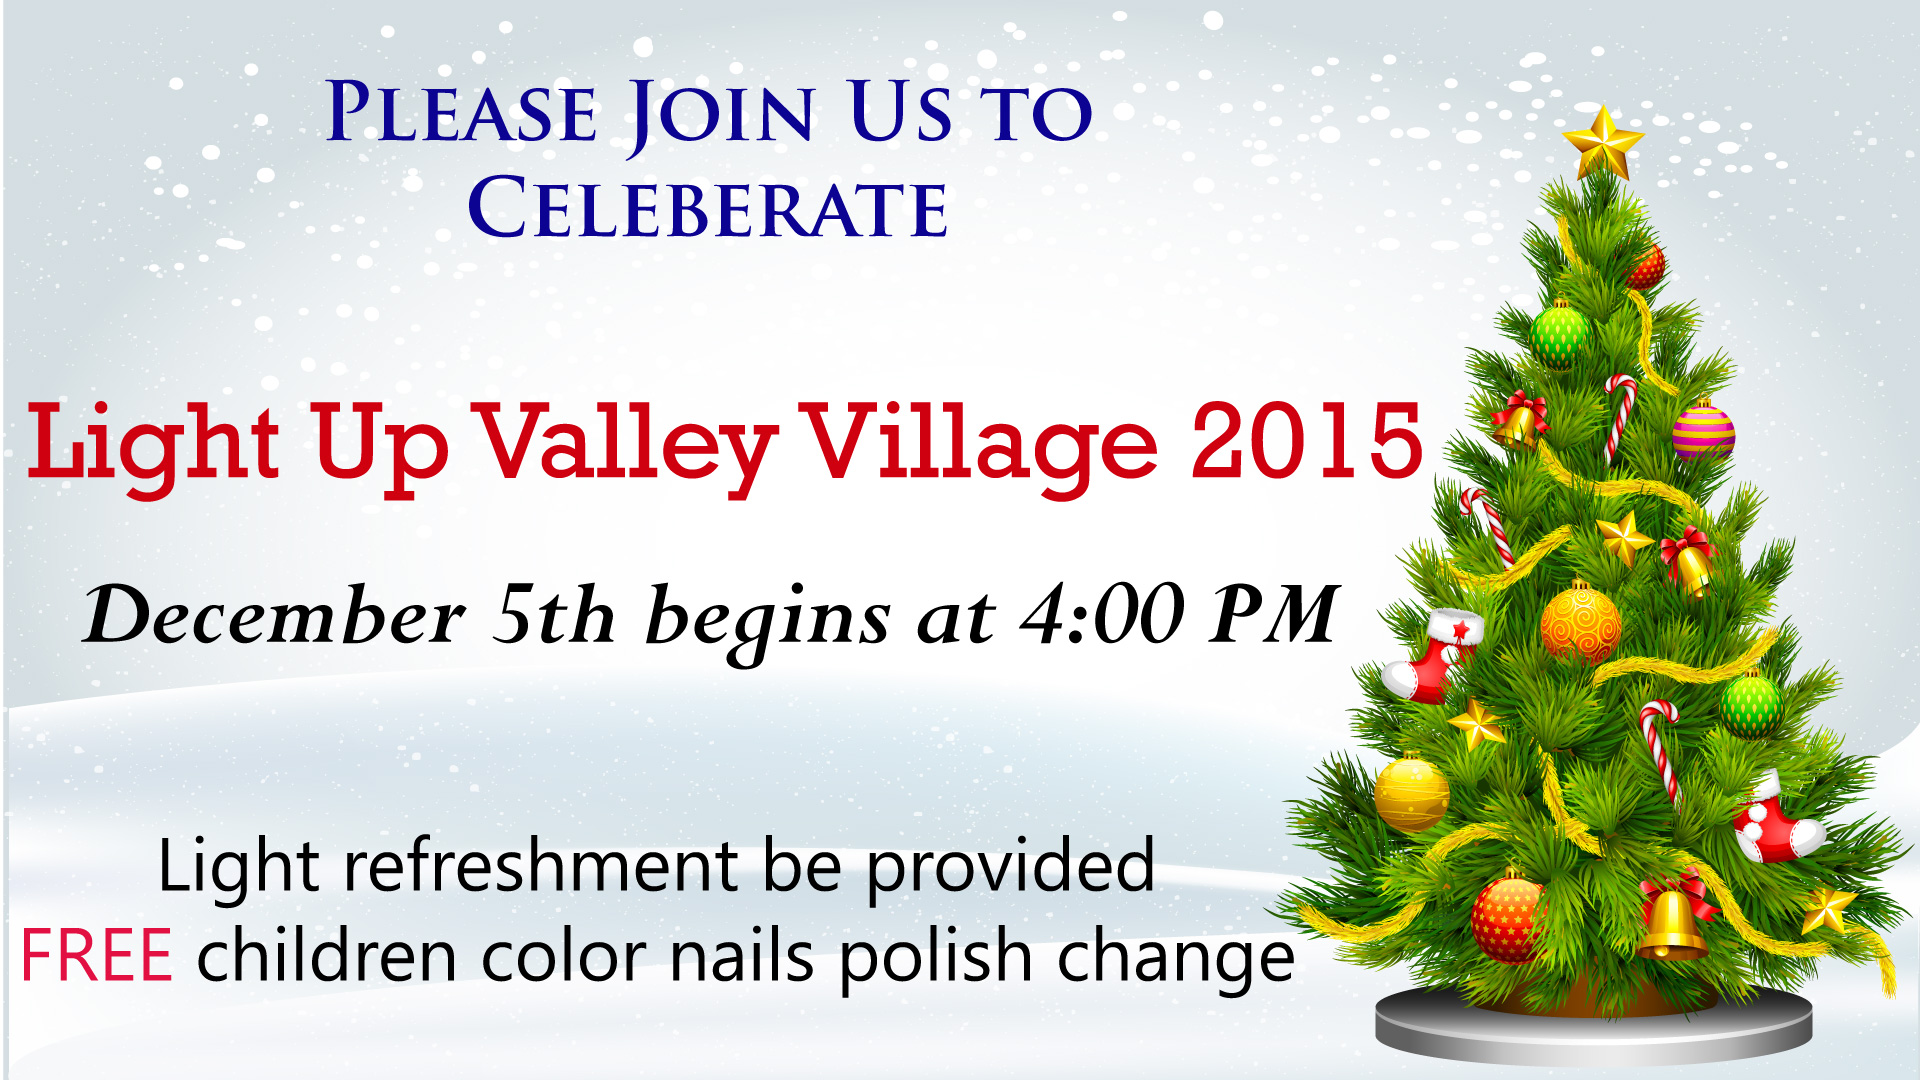 Please Join Us to
Celeberate
Light Up Valley Village 2015
December 5th begins at 4:00 PM
Light refreshment be provided
FREE children color nails polish change